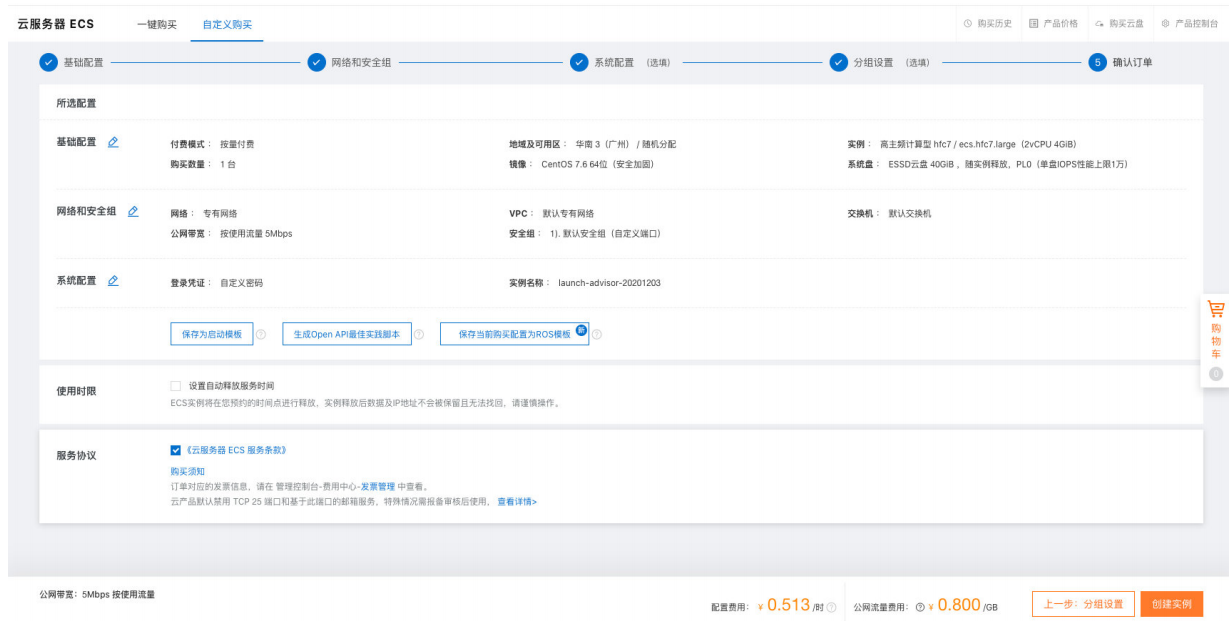 云服务器 ECS 一键购买 自定义购买 购买历史 产品价格 购买云盘 产品控制台
基础配置 网络和安全组 系统配置 (选填) 分组设置 (选填) 5 确认订单
所选配置
基础配置 付费模式： 按量付费 地域及可用区： 华南 3（广州） / 随机分配 实例： 高主频计算型 hfc7 / ecs.hfc7.large（2vCPU 4GiB）
购买数量： 1 台 镜像： CentOS 7.6 64位（安全加固） 系统盘： ESSD云盘 40GiB ，随实例释放，PL0（单盘IOPS性能上限1万）
网络和安全组 网络： 专有网络 VPC： 默认专有网络 交换机： 默认交换机
公网带宽： 按使用流量 5Mbps 安全组： 1). 默认安全组（自定义端口）
系统配置 登录凭证： 自定义密码 实例名称： launch-advisor-20201203
保存为启动模板 生成Open API最佳实践脚本 保存当前购买配置为ROS模板 新
购物车
0
使用时限 设置自动释放服务时间
ECS实例将在您预约的时间点进行释放，实例释放后数据及IP地址不会被保留且无法找回，请谨慎操作。
服务协议 《云服务器 ECS 服务条款》
购买须知
订单对应的发票信息，请在 管理控制台-费用中心-发票管理 中查看。
云产品默认禁用 TCP 25 端口和基于此端口的邮箱服务，特殊情况需报备审核后使用， 查看详情>
公网带宽：5Mbps 按使用流量
配置费用： ¥ 0.513 /时 公网流量费用： ¥ 0.800 /GB 上一步：分组设置 创建实例